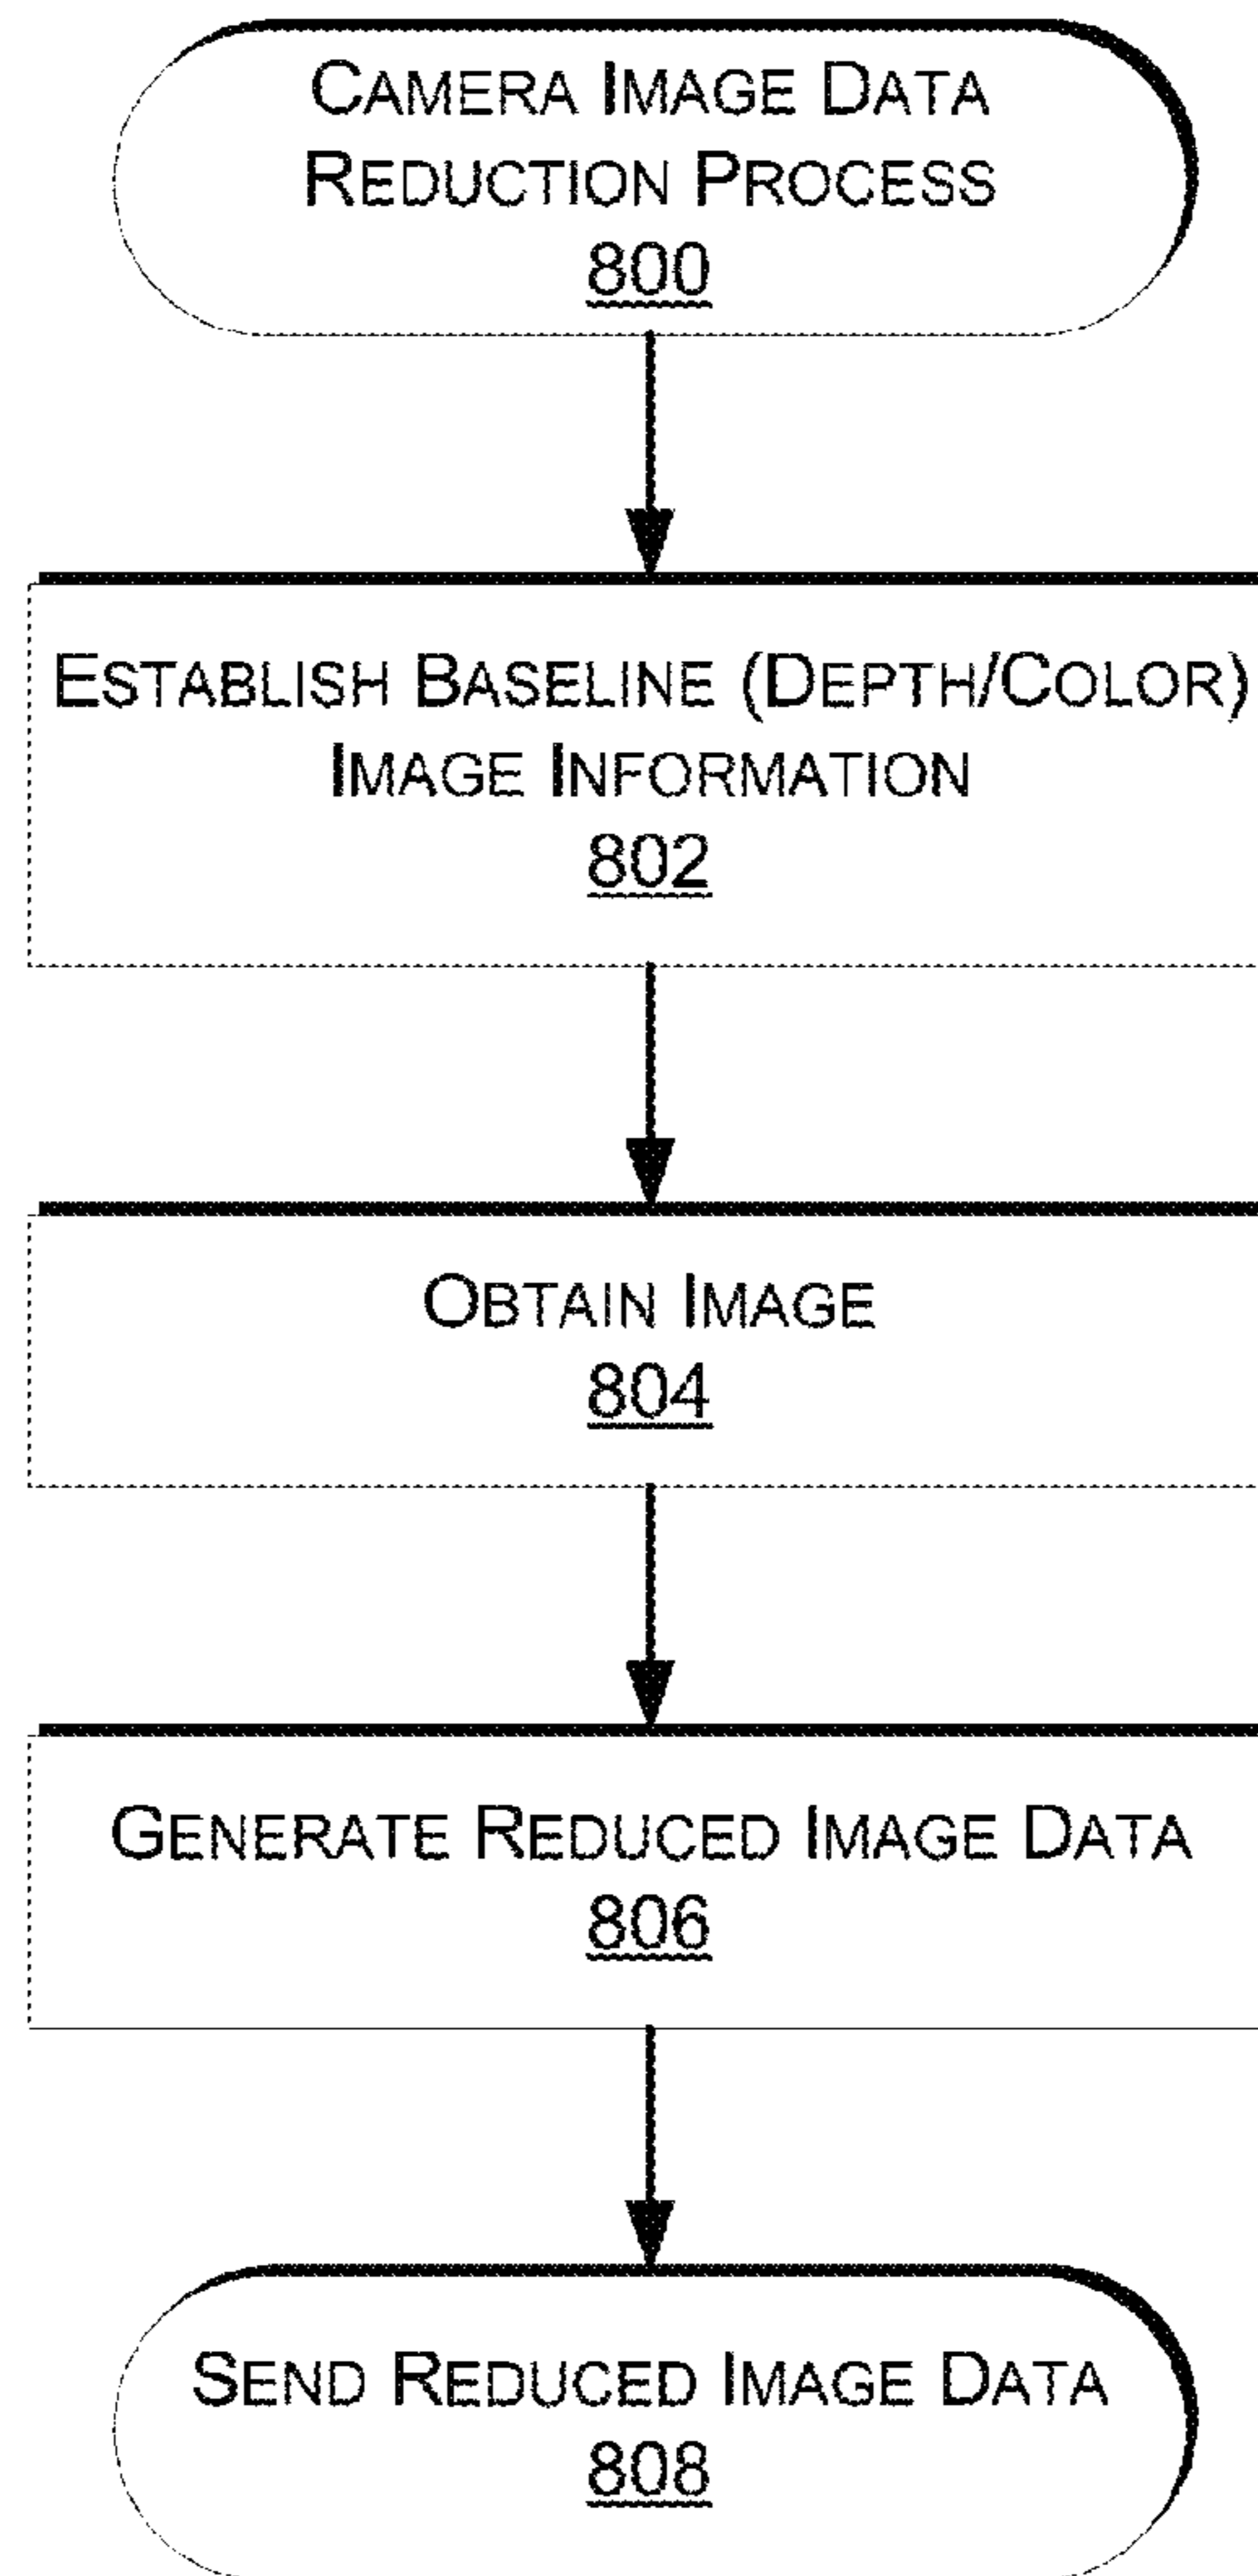 CAMERA IMAGE DATA
REDUCTION PROCESS
800
ESTABLISH BASELINE (DEPTH/COLOR)
IMAGE INFORMATION
802
OBTAIN IMAGE
804
GENERATE REDUCED IMAGE DATA
806
SEND REDUCED IMAGE DATA
808